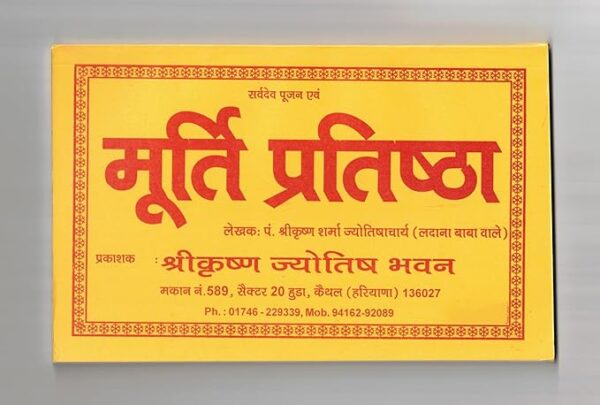 सर्वदेव पूजन एवं
मूर्ति प्रतिष्ठा
लेखक: पं. श्रीकृष्ण शर्मा ज्योतिषाचार्य (लदाना बाबा वाले)
प्रकाशक : श्रीकृष्ण ज्योतिष भवन
मकान नं.589, सैक्टर 20 हुडा, कैथल (हरियाणा) 136027
Ph. : 01746 - 229339, Mob. 94162-92089